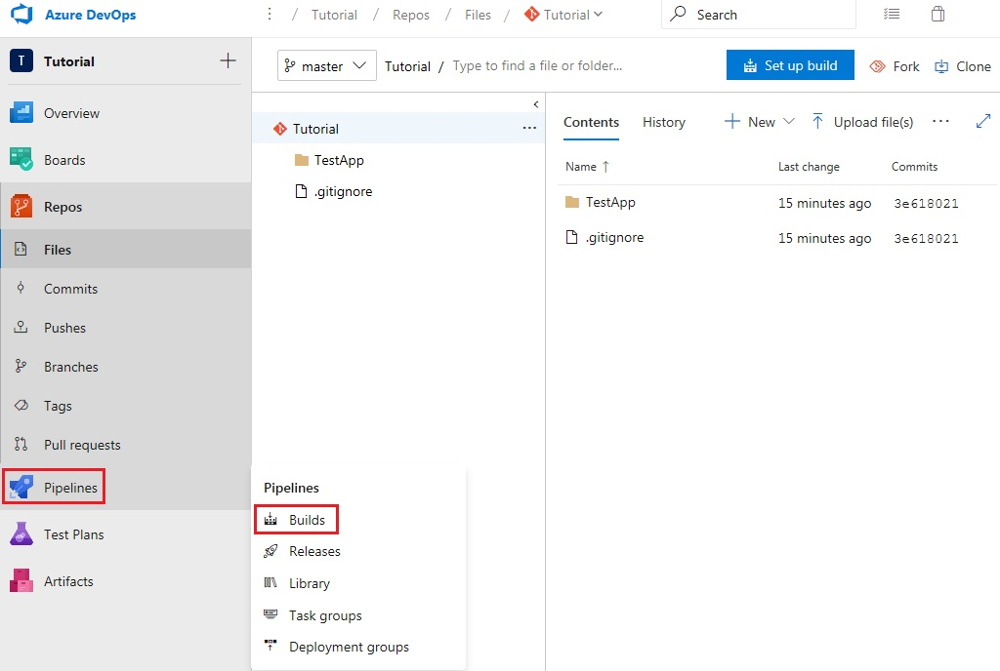 Azure DevOps
/ Tutorial / Repos / Files / Tutorial
Search
T Tutorial
master
Tutorial / Type to find a file or folder...
Set up build
Fork
Clone
Overview
Boards
Repos
Files
Commits
Pushes
Branches
Tags
Pull requests
Pipelines
Test Plans
Artifacts
Tutorial
TestApp
.gitignore
Contents
History
New
Upload file(s)
Name ↑ Last change Commits
TestApp 15 minutes ago 3e618021
.gitignore 15 minutes ago 3e618021
Pipelines
Builds
Releases
Library
Task groups
Deployment groups